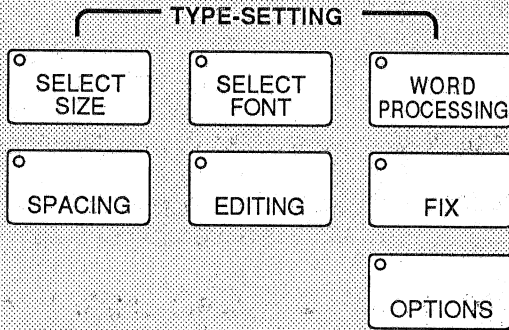 TYPE-SETTING
SELECT
SIZE
SELECT
FONT
WORD
PROCESSING
SPACING
EDITING
FIX
OPTIONS